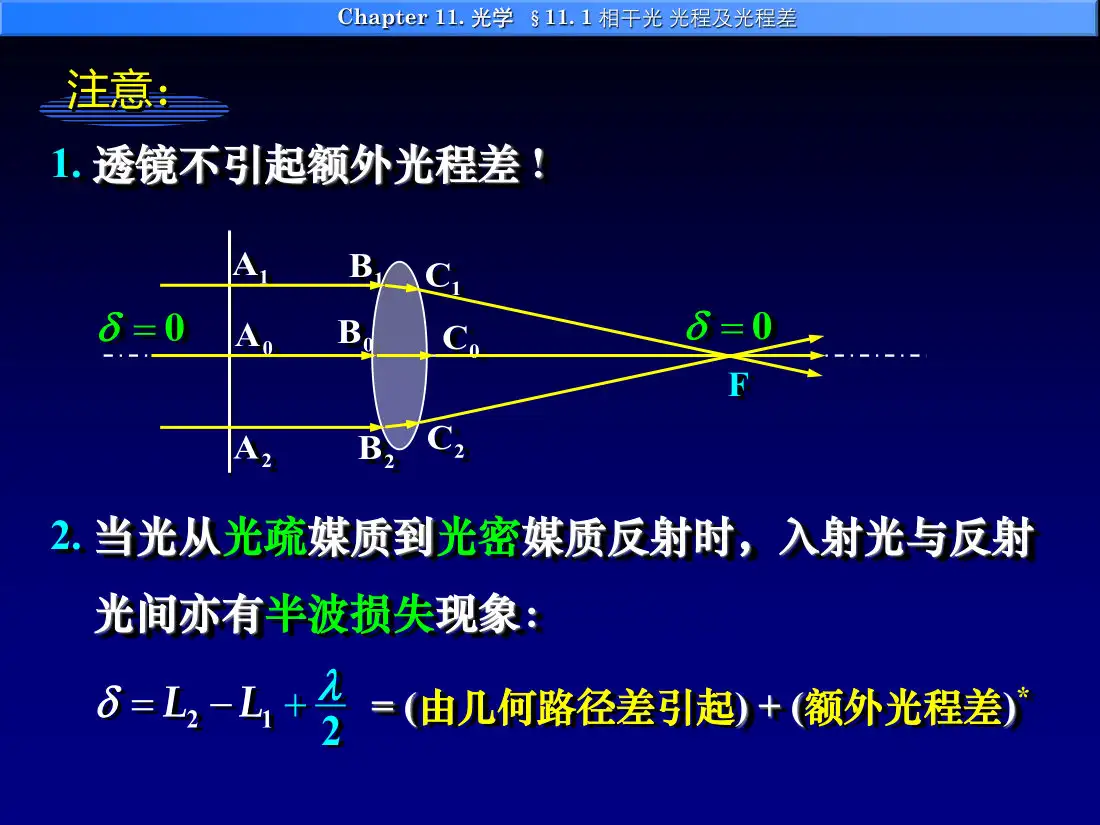 Chapter 11. 光学 §11. 1 相干光 光程及光程差
注意:
1. 透镜不引起额外光程差!
A₁ B₁ C₁
δ = 0 A₀ B₀ C₀ δ = 0
F
A₂ B₂ C₂
2. 当光从光疏媒质到光密媒质反射时，入射光与反射
光间亦有半波损失现象:
δ = L₂ − L₁ + λ/2 = (由几何路径差引起) + (额外光程差)*